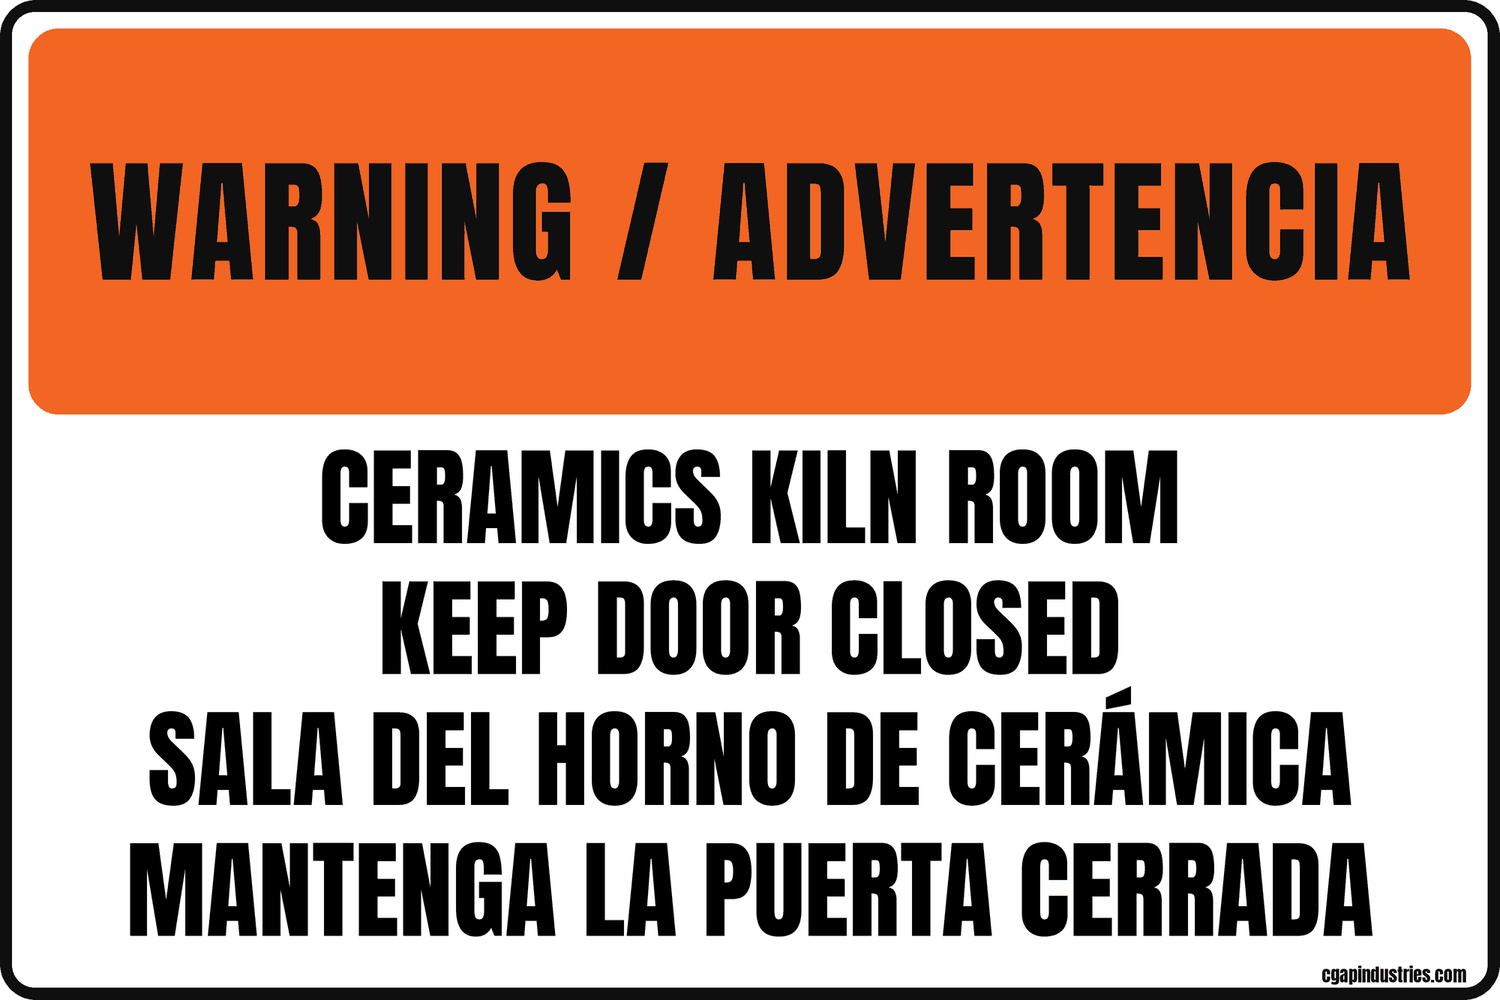 WARNING / ADVERTENCIA
CERAMICS KILN ROOM
KEEP DOOR CLOSED
SALA DEL HORNO DE CERÁMICA
MANTENGA LA PUERTA CERRADA
cgapindustries.com